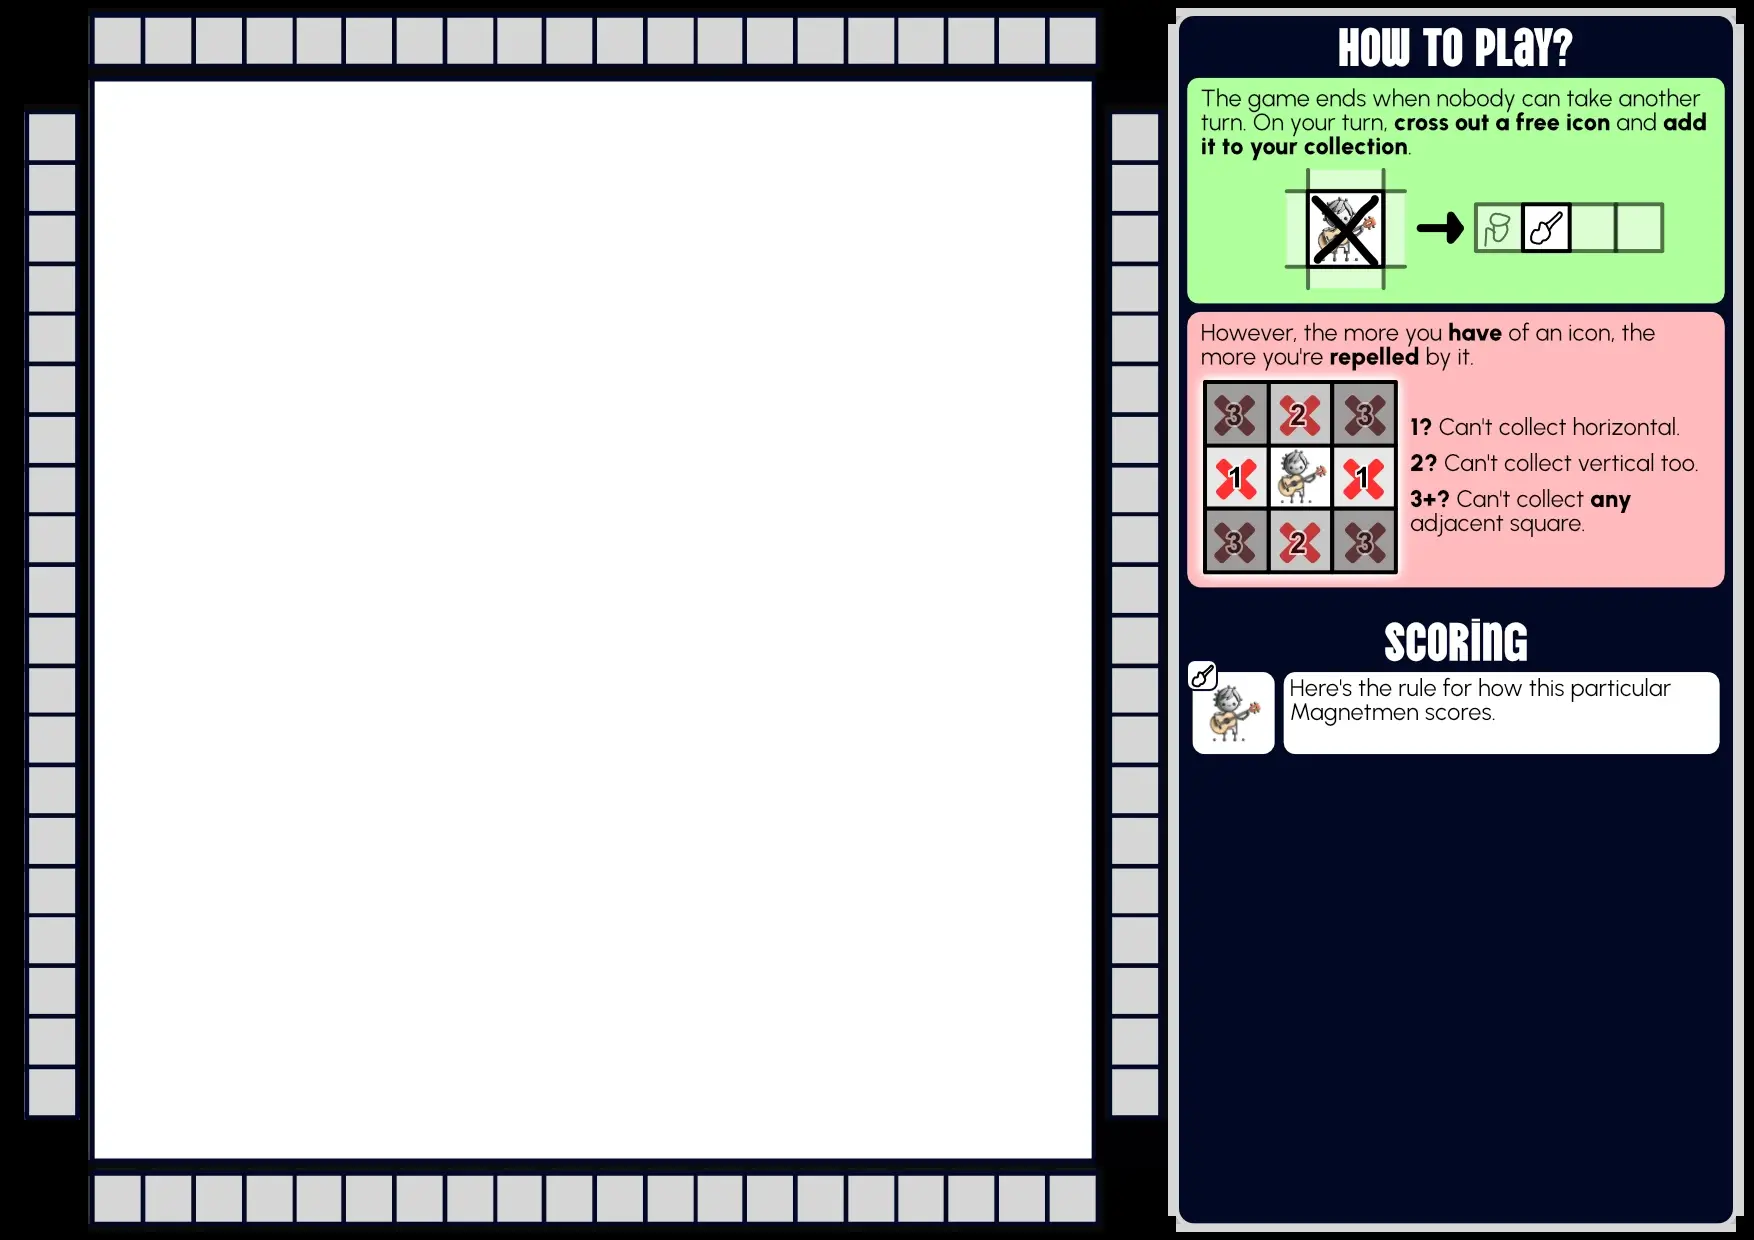 HOW TO PLAY?
The game ends when nobody can take another
turn. On your turn, cross out a free icon and add
it to your collection.
However, the more you have of an icon, the
more you're repelled by it.
3 2 3
1 1
3 2 3
1? Can't collect horizontal.
2? Can't collect vertical too.
3+? Can't collect any
adjacent square.
SCORING
Here's the rule for how this particular
Magnetmen scores.